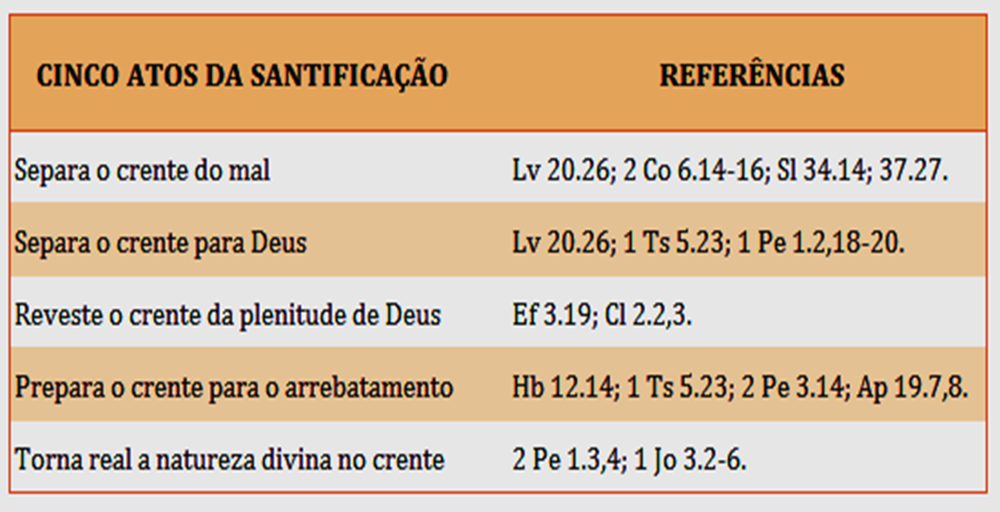 CINCO ATOS DA SANTIFICAÇÃO REFERÊNCIAS
Separa o crente do mal Lv 20.26; 2 Co 6.14-16; Sl 34.14; 37.27.
Separa o crente para Deus Lv 20.26; 1 Ts 5.23; 1 Pe 1.2,18-20.
Reveste o crente da plenitude de Deus Ef 3.19; Cl 2.2,3.
Prepara o crente para o arrebatamento Hb 12.14; 1 Ts 5.23; 2 Pe 3.14; Ap 19.7,8.
Torna real a natureza divina no crente 2 Pe 1.3,4; 1 Jo 3.2-6.